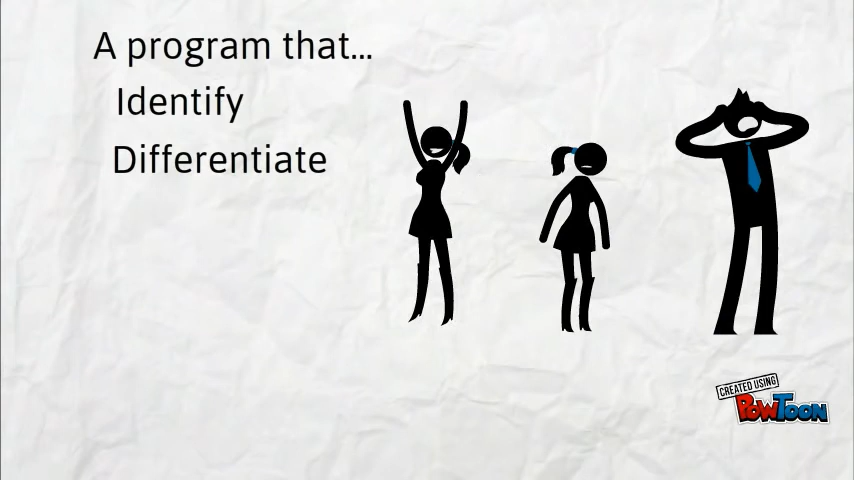 A program that...
Identify
Differentiate
CREATED USING
POWTOON